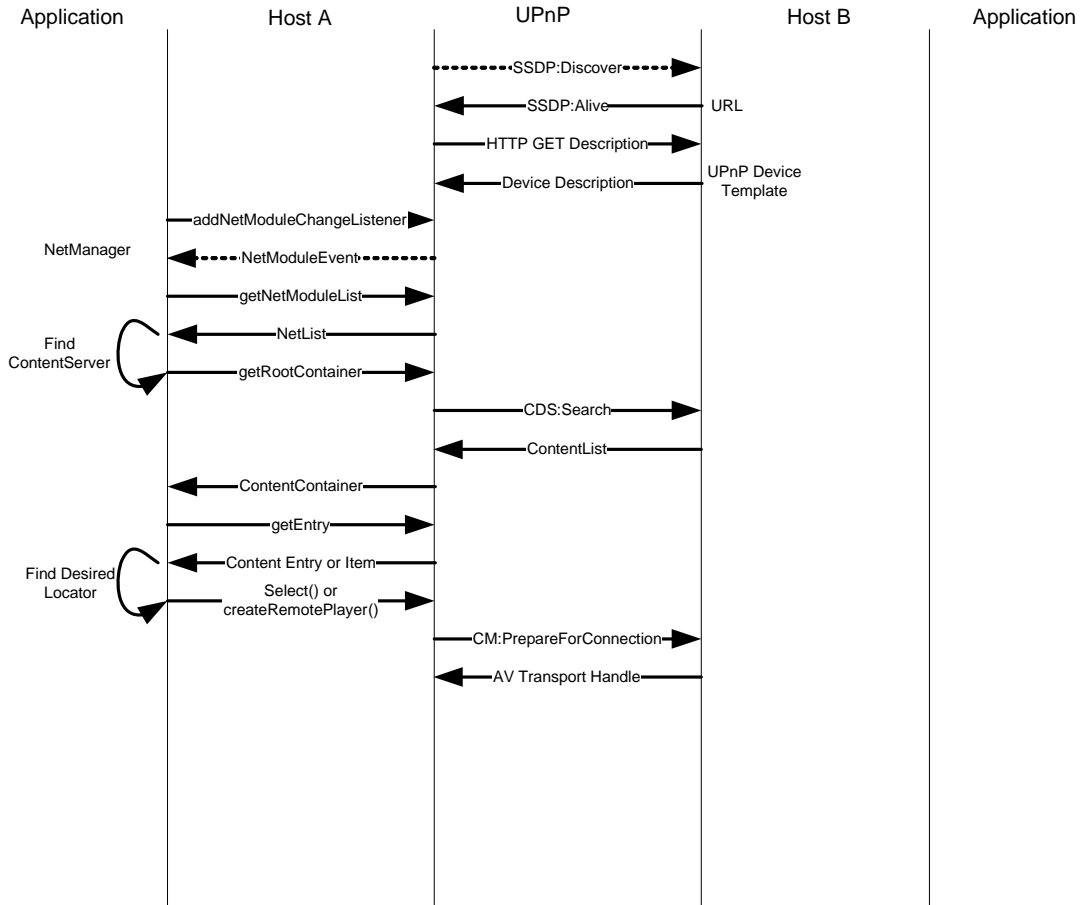 Application
Host A
UPnP
Host B
Application
SSDP:Discover
SSDP:Alive
URL
HTTP GET Description
Device Description
UPnP Device
Template
addNetModuleChangeListener
NetManager
NetModuleEvent
getNetModuleList
NetList
Find
ContentServer
getRootContainer
CDS:Search
ContentList
ContentContainer
getEntry
Content Entry or Item
Find Desired
Locator
Select() or
createRemotePlayer()
CM:PrepareForConnection
AV Transport Handle